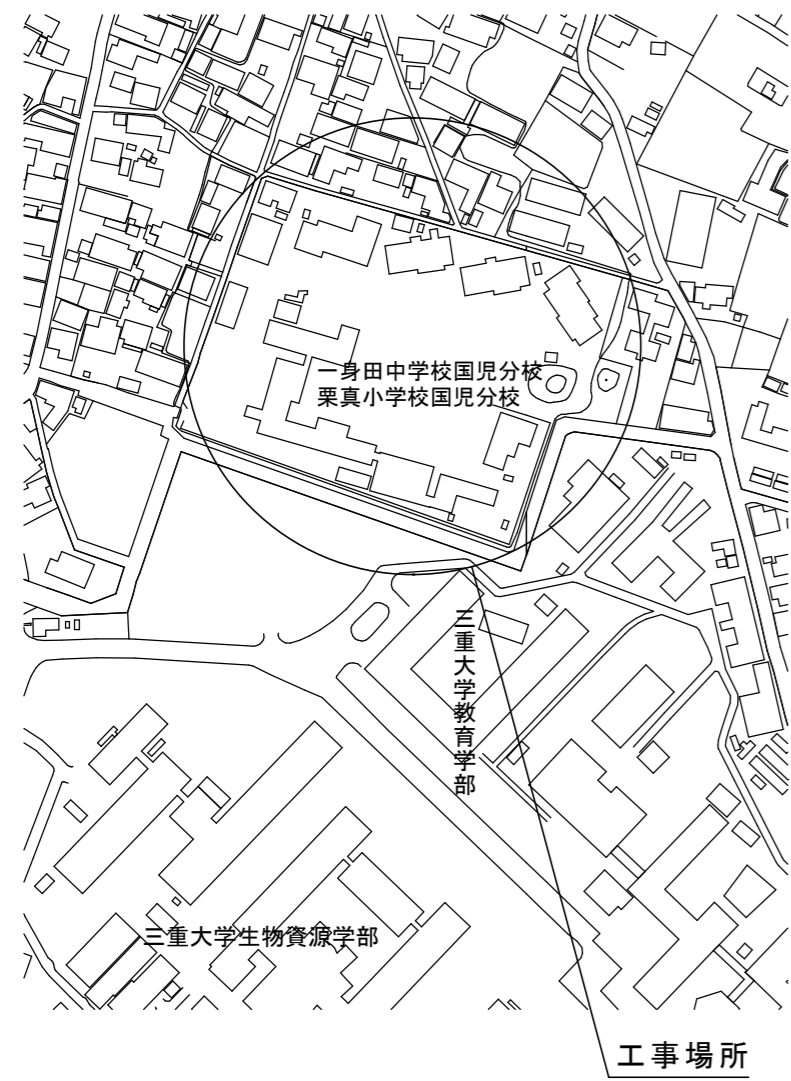 一身田中学校国児分校
栗真小学校国児分校
三重大学教育学部
三重大学生物資源学部
工事場所